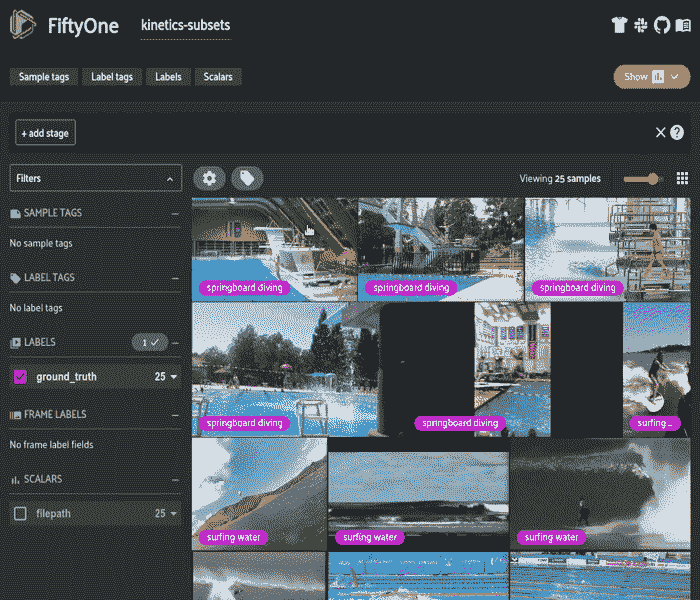 FiftyOne kinetics-subsets
Sample tags Label tags Labels Scalars Show
+ add stage
Filters Viewing 25 samples
SAMPLE TAGS
No sample tags
LABEL TAGS
No label tags
LABELS 1
ground_truth 25
FRAME LABELS
No frame label fields
SCALARS
filepath 25
springboard diving springboard diving springboard diving
springboard diving springboard diving surfing ...
surfing water surfing water surfing water